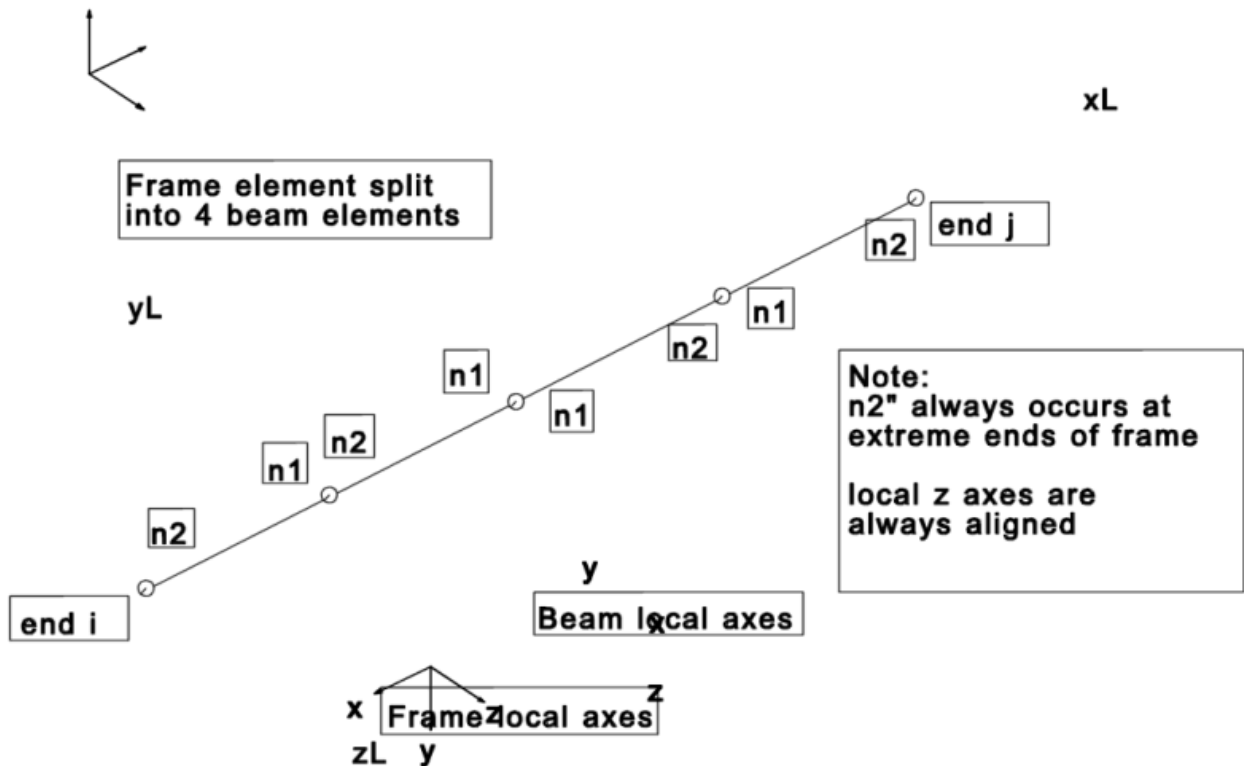 xL
Frame element split
into 4 beam elements
end j
n2
yL
n1
n2
n1
n1
Note:
n2" always occurs at
extreme ends of frame
local z axes are
always aligned
n2
n1
n2
y
end i
Beam local axes
x
z
x
Frame local axes
z
zL
y